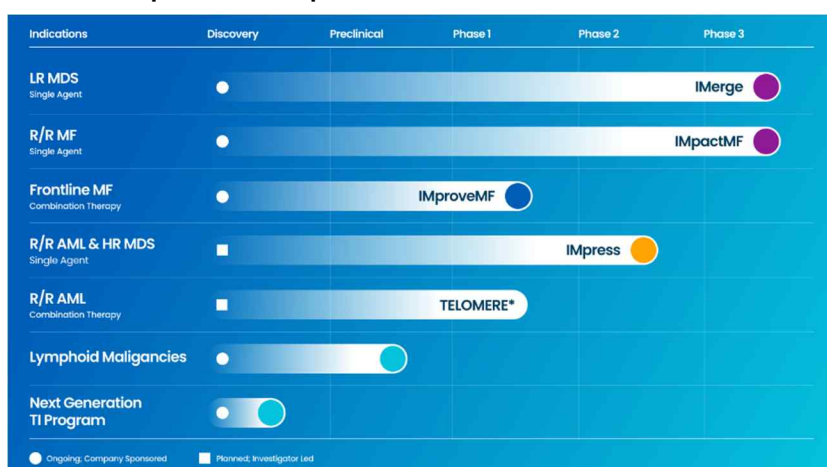 Indications Discovery Preclinical Phase 1 Phase 2 Phase 3
LR MDS
Single Agent
IMerge
R/R MF
Single Agent
IMpactMF
Frontline MF
Combination Therapy
IMproveMF
R/R AML & HR MDS
Single Agent
IMpress
R/R AML
Combination Therapy
TELOMERE*
Lymphoid Maligancies
Next Generation
TI Program
Ongoing; Company Sponsored Planned; Investigator Led